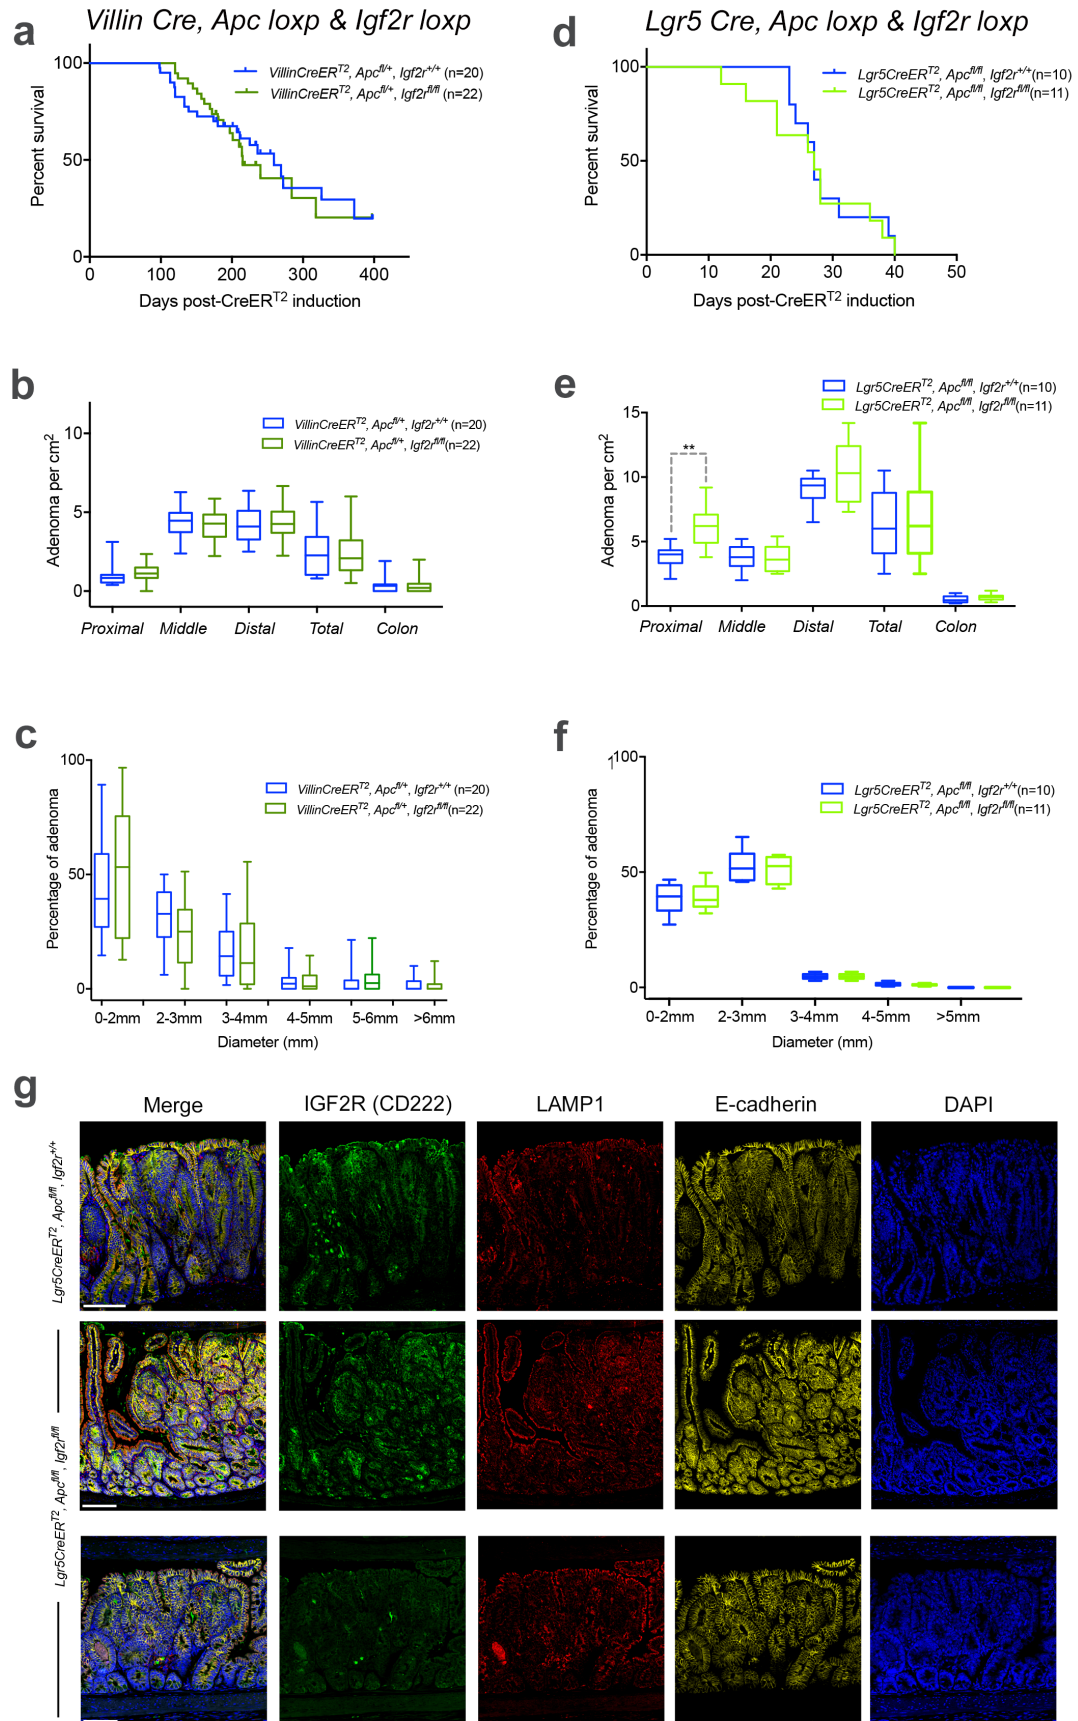 a
Villin Cre, Apc loxp & Igf2r loxp
100
50
0
Percent survival
VillinCreERT2, Apcfl/+, Igf2r+/+ (n=20)
VillinCreERT2, Apcfl/+, Igf2rfl/fl (n=22)
0 100 200 300 400
Days post-CreERT2 induction
d
Lgr5 Cre, Apc loxp & Igf2r loxp
100
50
0
Percent survival
Lgr5CreERT2, Apcfl/fl, Igf2r+/+(n=10)
Lgr5CreERT2, Apcfl/fl, Igf2rfl/fl(n=11)
0 10 20 30 40 50
Days post-CreERT2 induction
b
10
5
0
Adenoma per cm2
VillinCreERT2, Apcfl/+, Igf2r+/+ (n=20)
VillinCreERT2, Apcfl/+, Igf2rfl/fl (n=22)
Proximal Middle Distal Total Colon
e
15
10
5
0
Adenoma per cm2
Lgr5CreERT2, Apcfl/fl, Igf2r+/+(n=10)
Lgr5CreERT2, Apcfl/fl, Igf2rfl/fl(n=11)
**
Proximal Middle Distal Total Colon
c
100
50
0
Percentage of adenoma
VillinCreERT2, Apcfl/+, Igf2r+/+ (n=20)
VillinCreERT2, Apcfl/+, Igf2rfl/fl (n=22)
0-2mm 2-3mm 3-4mm 4-5mm 5-6mm >6mm
Diameter (mm)
f
1100
50
0
Percentage of adenoma
Lgr5CreERT2, Apcfl/fl, Igf2r+/+(n=10)
Lgr5CreERT2, Apcfl/fl, Igf2rfl/fl(n=11)
0-2mm 2-3mm 3-4mm 4-5mm >5mm
Diameter (mm)
g
Merge IGF2R (CD222) LAMP1 E-cadherin DAPI
Lgr5CreERT2, Apcfl/fl, Igf2r+/+
Lgr5CreERT2, Apcfl/fl, Igf2rfl/fl